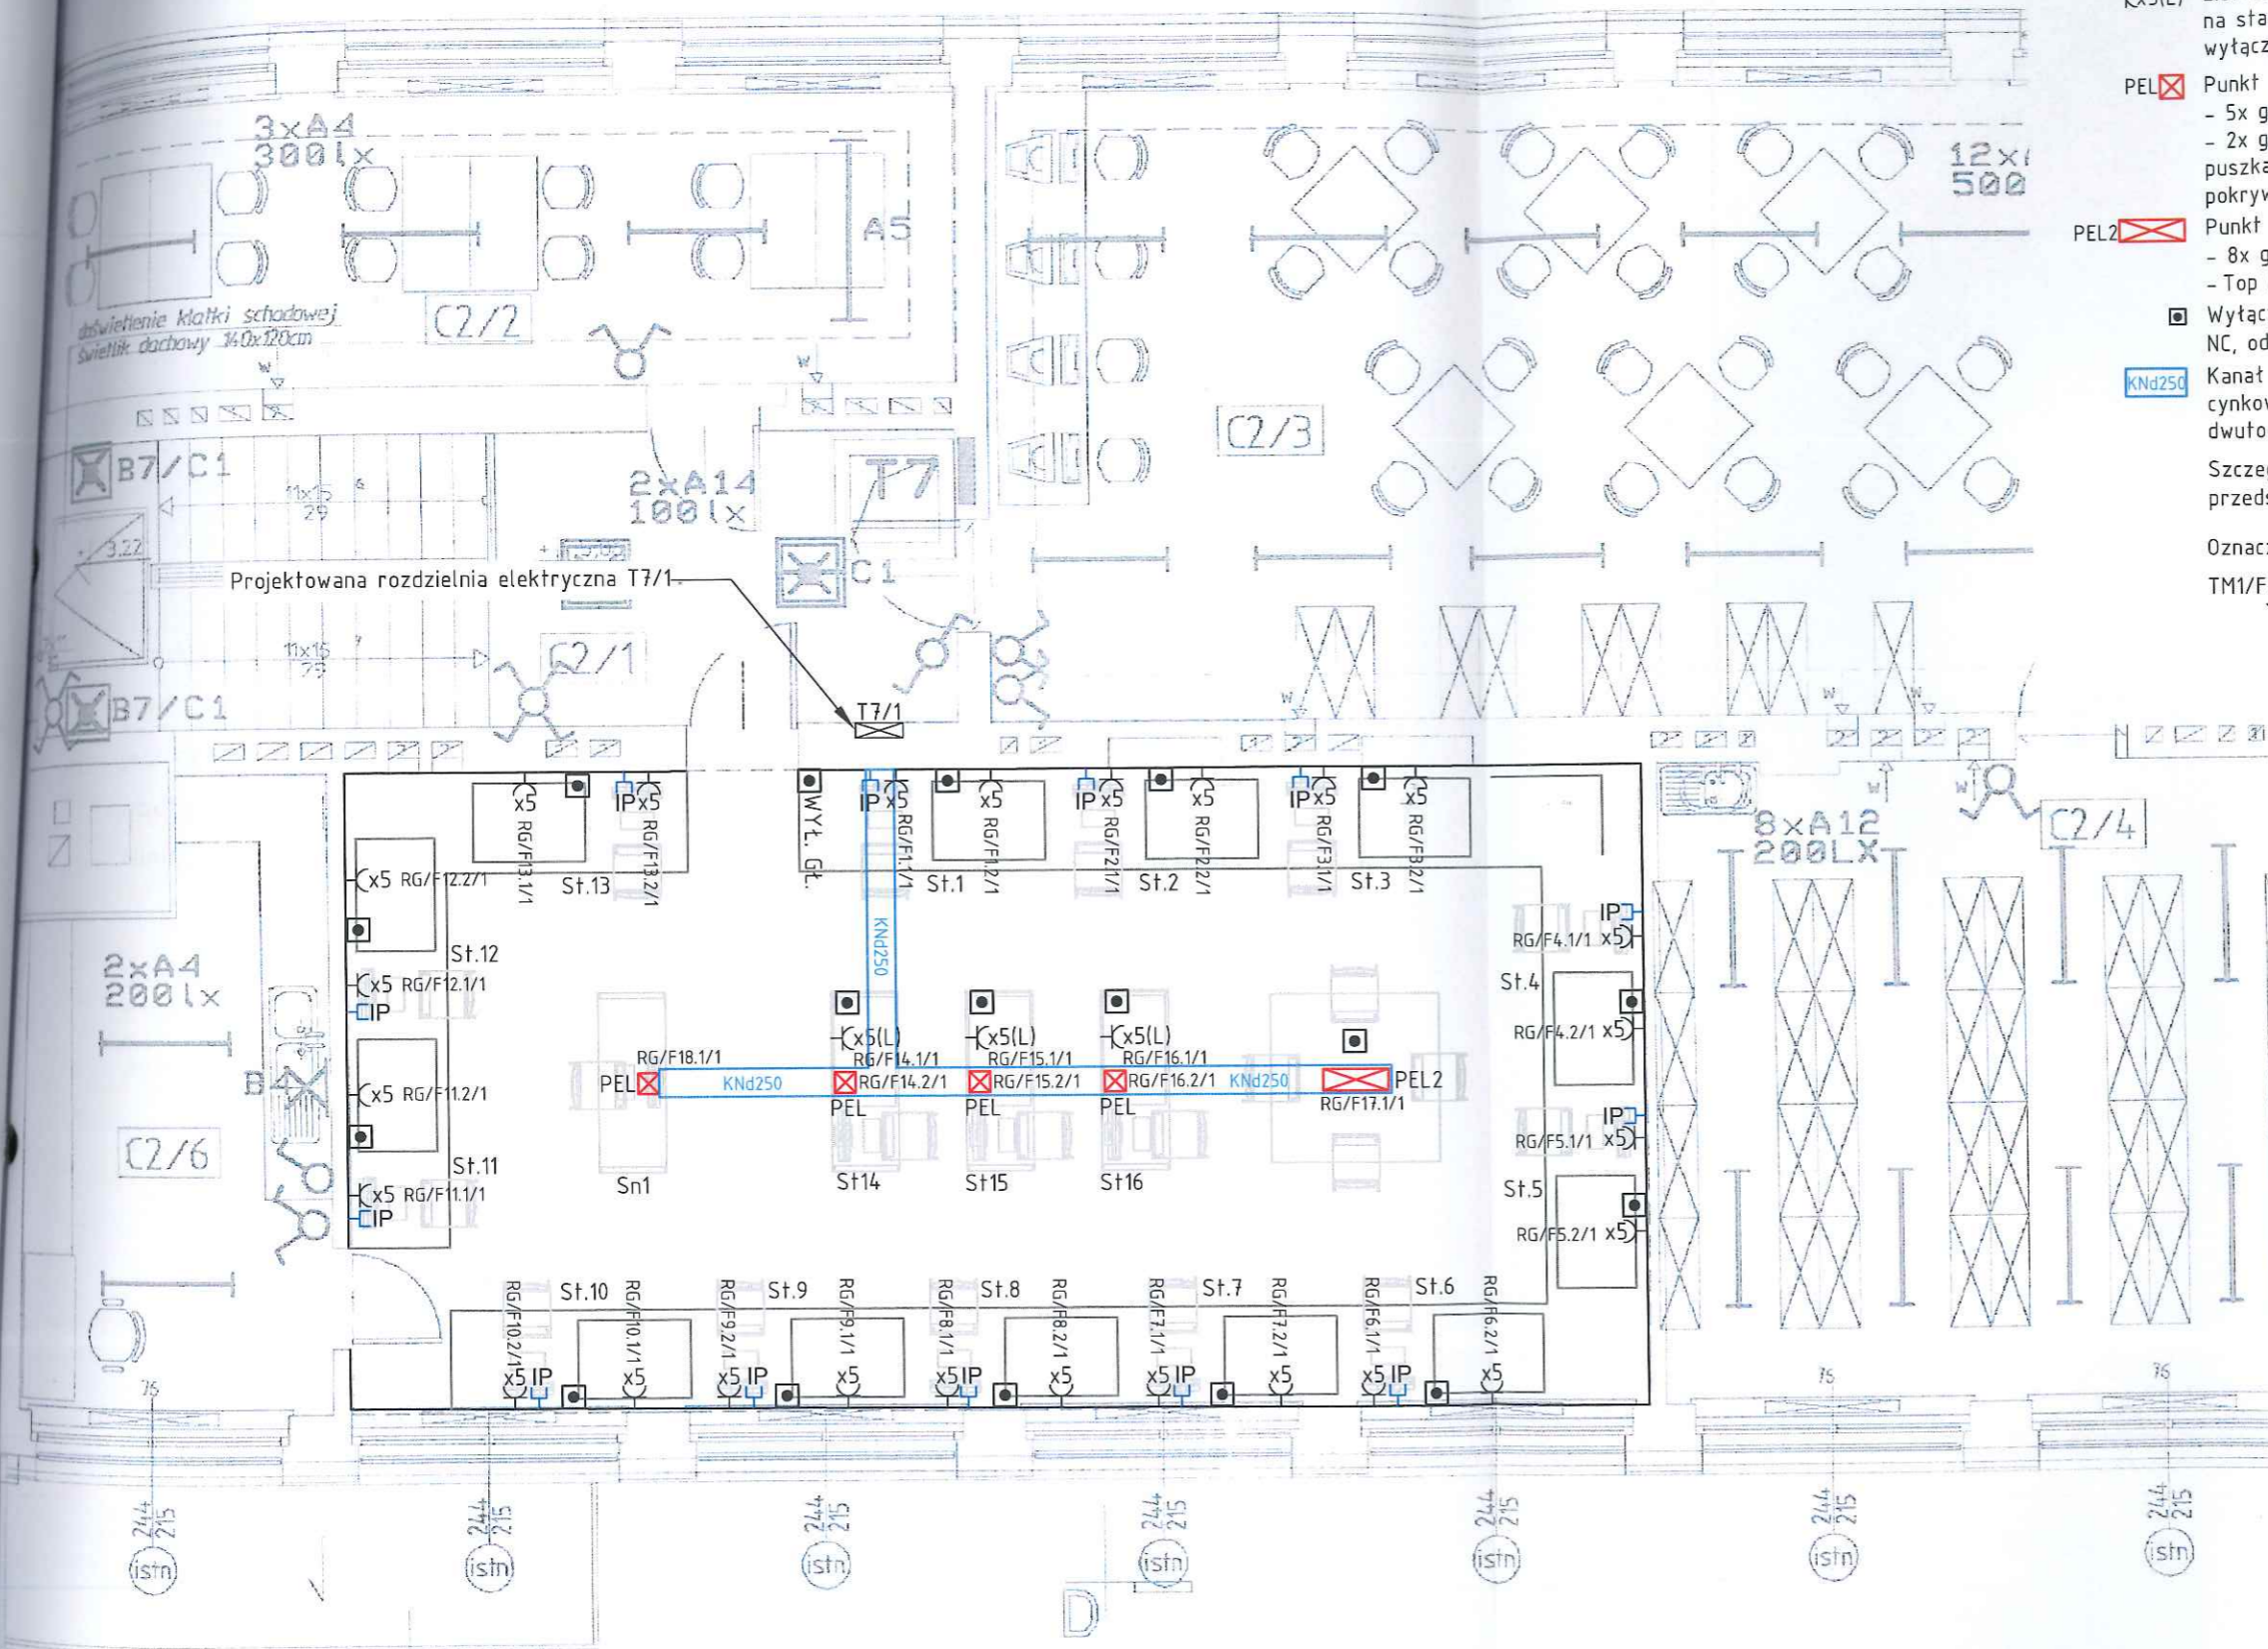 Kx5(L)
na sta
wyłącz
PEL Punkt
- 5x g
- 2x g
puszka
pokryw
PEL2 Punkt
- 8x g
- Top
Wyłąc
NC, od
KNd250 Kanał
cynkow
dwuto
Szczeg
przeds
Oznacz
TM1/F
3xA4
300lx
A5
12x
500
doświetlenie klatki schodowej
świetlik dachowy 140x120cm
C2/2
w
w
C2/3
B7/C1
11x15
29
2xA14
100lx
T7
3.22
C1
Projektowana rozdzielnia elektryczna T7/1
11x15
C2/1
B7/C1
T7/1
w
w
w
x5
RG/F13.1/1
IP x5
RG/F13.2/1
St.13
WYŁ. GŁ.
IP x5
RG/F1.1/1
x5
RG/F1.2/1
St.1
IP x5
RG/F2.1/1
x5
RG/F2.2/1
St.2
IP x5
RG/F3.1/1
x5
RG/F3.2/1
St.3
8xA12
200LX
w
w
C2/4
x5 RG/F12.2/1
St.12
x5 RG/F12.1/1
IP
2xA4
200lx
KNd250
IP
RG/F4.1/1 x5
St.4
RG/F4.2/1 x5
Kx5(L)
Kx5(L)
Kx5(L)
RG/F18.1/1
RG/F14.1/1
RG/F15.1/1
RG/F16.1/1
PEL
KNd250
RG/F14.2/1
RG/F15.2/1
RG/F16.2/1
KNd250
PEL2
PEL
PEL
PEL
RG/F17.1/1
B4
x5 RG/F11.2/1
C2/6
St.11
x5 RG/F11.1/1
IP
Sn1
St14
St15
St16
IP
RG/F5.1/1 x5
St.5
RG/F5.2/1 x5
RG/F10.2/1
St.10
RG/F10.1/1
RG/F9.2/1
St.9
RG/F9.1/1
RG/F8.1/1
St.8
RG/F8.2/1
RG/F7.1/1
St.7
RG/F7.2/1
RG/F6.1/1
St.6
RG/F6.2/1
x5 IP
x5
x5 IP
x5
x5 IP
x5
x5 IP
x5
x5 IP
x5
76
76
76
244
215
244
215
244
215
244
215
244
215
244
215
244
215
istn
istn
istn
istn
istn
istn
istn
D